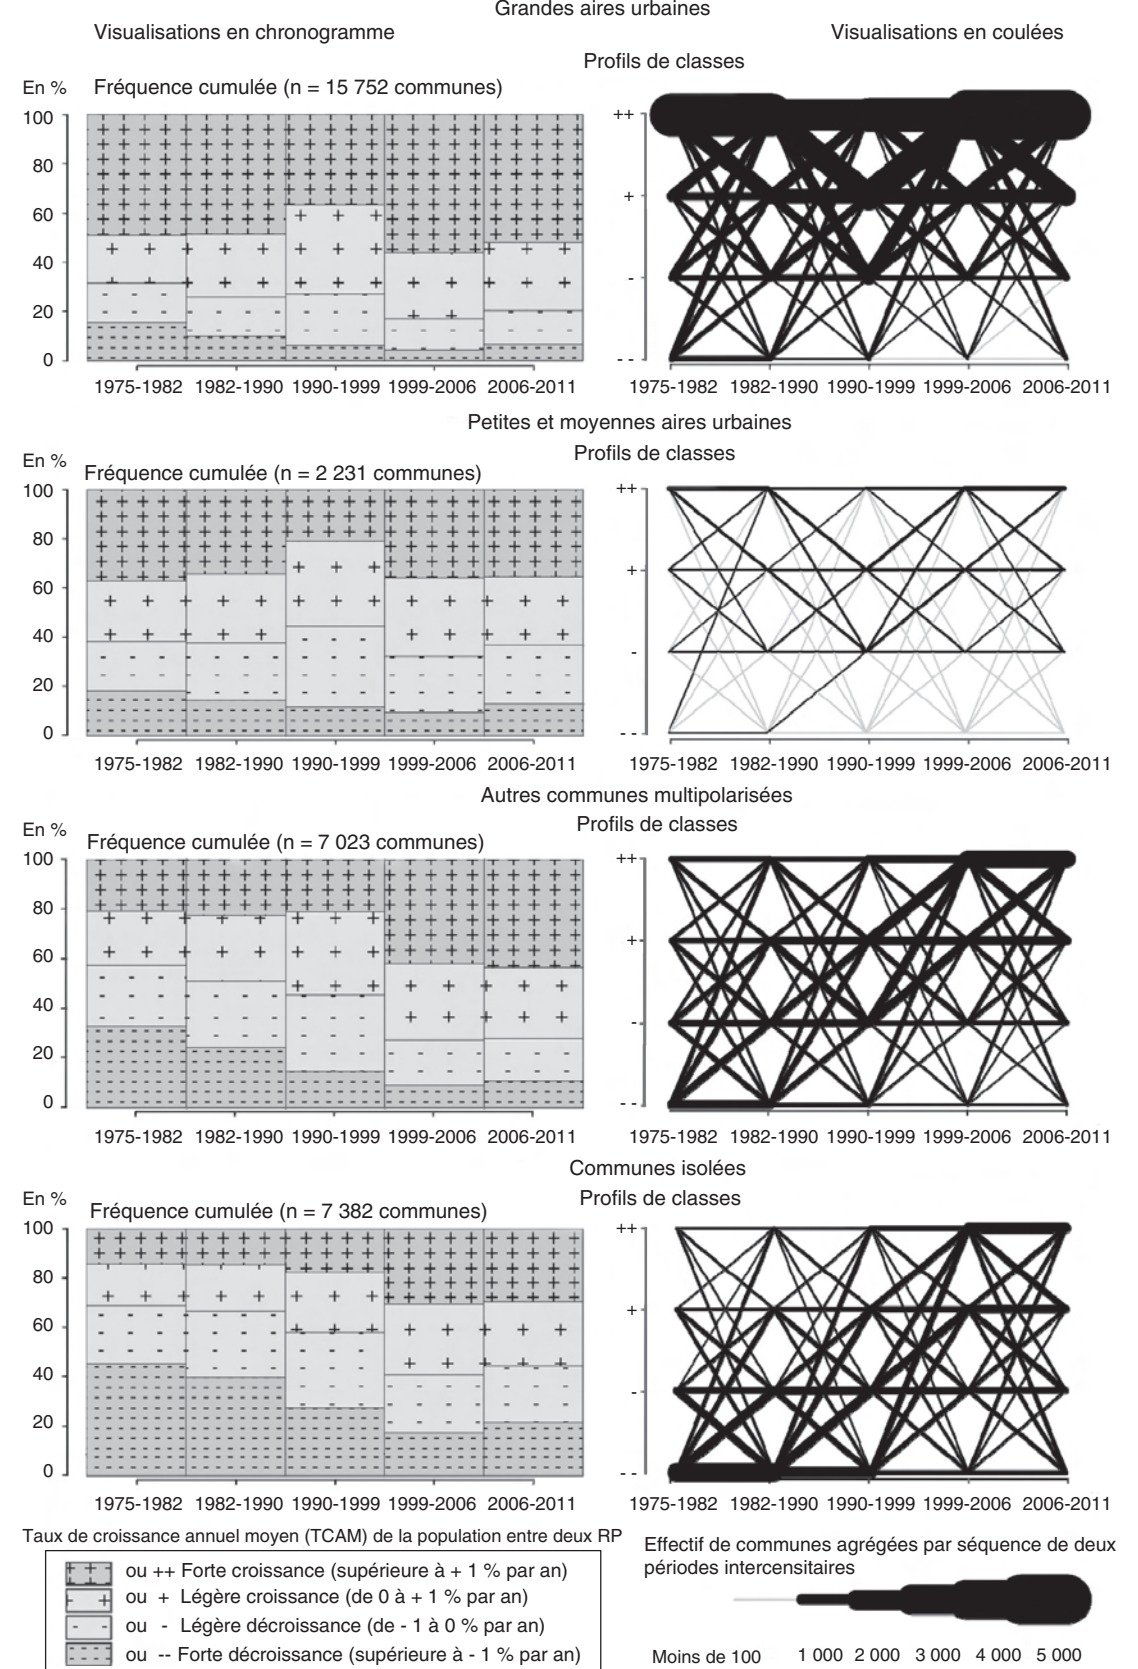 Grandes aires urbaines
Visualisations en chronogramme
Visualisations en coulées
Profils de classes
En %
Fréquence cumulée (n = 15 752 communes)
100
80
60
40
20
0
1975-1982 1982-1990 1990-1999 1999-2006 2006-2011
++
+
-
- -
1975-1982 1982-1990 1990-1999 1999-2006 2006-2011
Petites et moyennes aires urbaines
Profils de classes
En %
Fréquence cumulée (n = 2 231 communes)
100
80
60
40
20
0
1975-1982 1982-1990 1990-1999 1999-2006 2006-2011
++
+
-
- -
1975-1982 1982-1990 1990-1999 1999-2006 2006-2011
Autres communes multipolarisées
Profils de classes
En %
Fréquence cumulée (n = 7 023 communes)
100
80
60
40
20
0
1975-1982 1982-1990 1990-1999 1999-2006 2006-2011
++
+
-
- -
1975-1982 1982-1990 1990-1999 1999-2006 2006-2011
Communes isolées
Profils de classes
En %
Fréquence cumulée (n = 7 382 communes)
100
80
60
40
20
0
1975-1982 1982-1990 1990-1999 1999-2006 2006-2011
++
+
-
- -
1975-1982 1982-1990 1990-1999 1999-2006 2006-2011
Taux de croissance annuel moyen (TCAM) de la population entre deux RP
ou ++ Forte croissance (supérieure à + 1 % par an)
ou + Légère croissance (de 0 à + 1 % par an)
ou - Légère décroissance (de - 1 à 0 % par an)
ou -- Forte décroissance (supérieure à - 1 % par an)
Effectif de communes agrégées par séquence de deux
périodes intercensitaires
Moins de 100 1 000 2 000 3 000 4 000 5 000